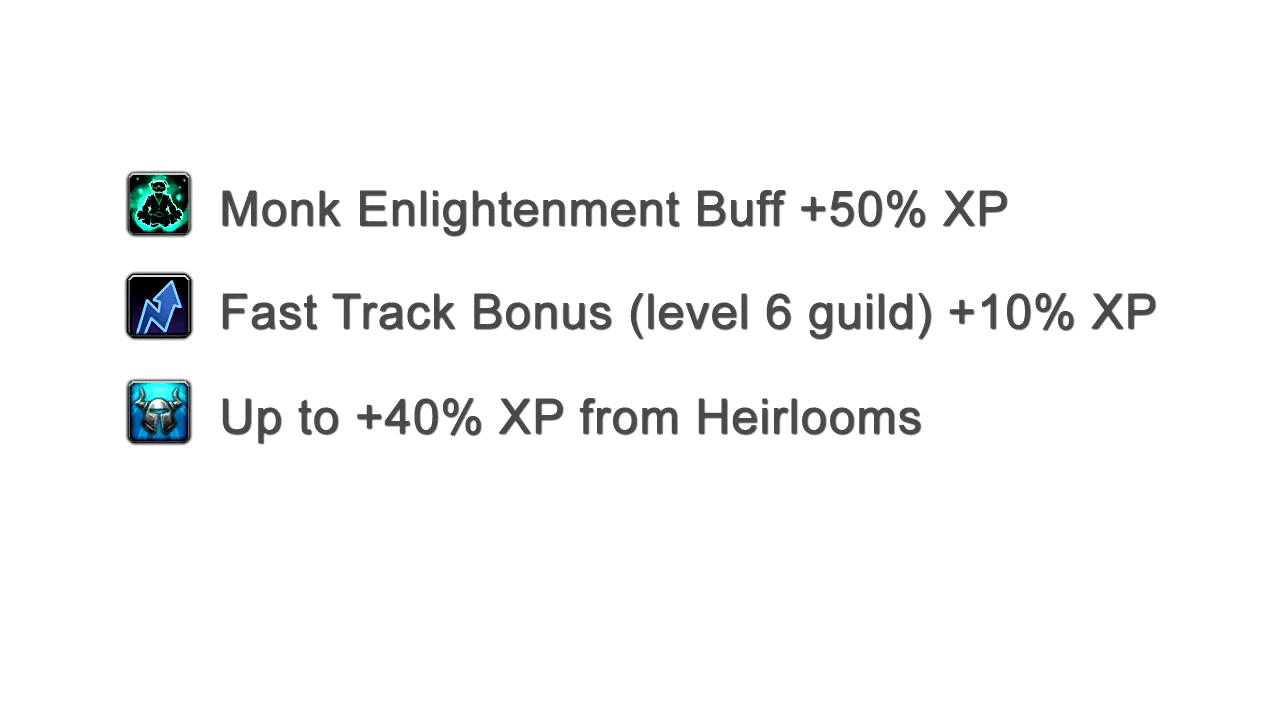 Monk Enlightenment Buff +50% XP
Fast Track Bonus (level 6 guild) +10% XP
Up to +40% XP from Heirlooms